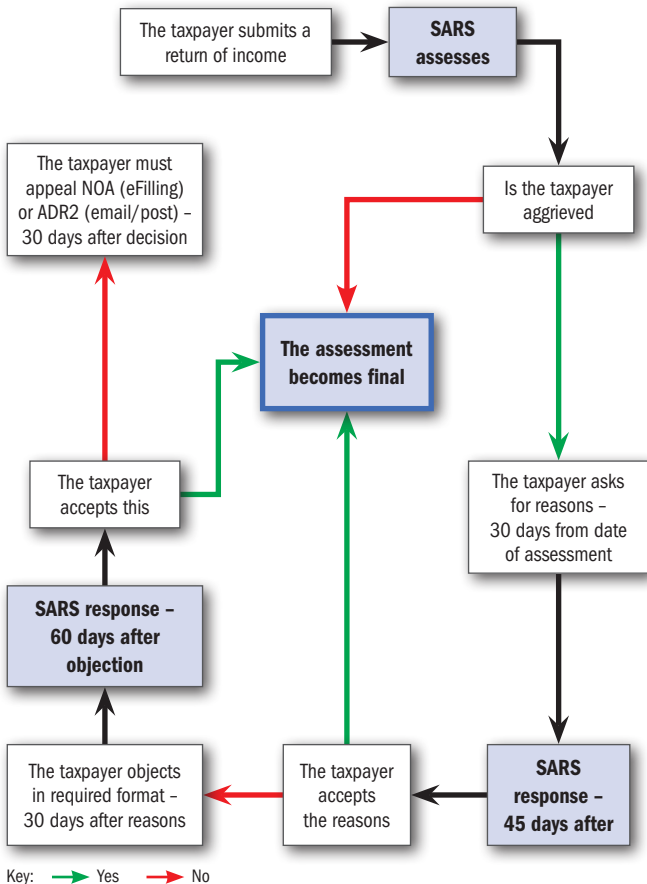 The taxpayer submits a
return of income
SARS
assesses
The taxpayer must
appeal NOA (eFilling)
or ADR2 (email/post) –
30 days after decision
Is the taxpayer
aggrieved
The assessment
becomes final
The taxpayer
accepts this
The taxpayer asks
for reasons –
30 days from date
of assessment
SARS response –
60 days after
objection
The taxpayer objects
in required format –
30 days after reasons
The taxpayer
accepts
the reasons
SARS
response –
45 days after
Key: Yes No